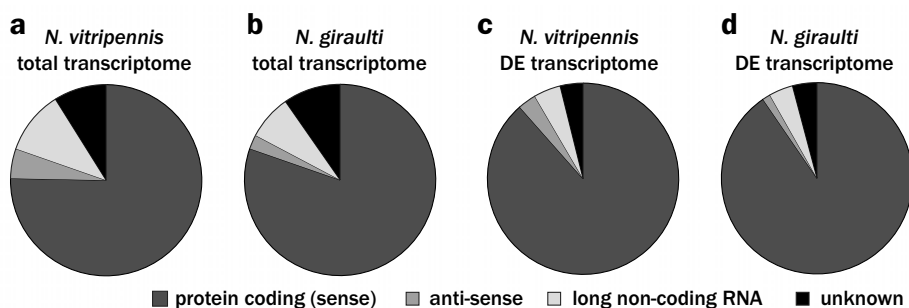 a
N. vitripennis
total transcriptome
b
N. giraulti
total transcriptome
c
N. vitripennis
DE transcriptome
d
N. giraulti
DE transcriptome
protein coding (sense)
anti-sense
long non-coding RNA
unknown